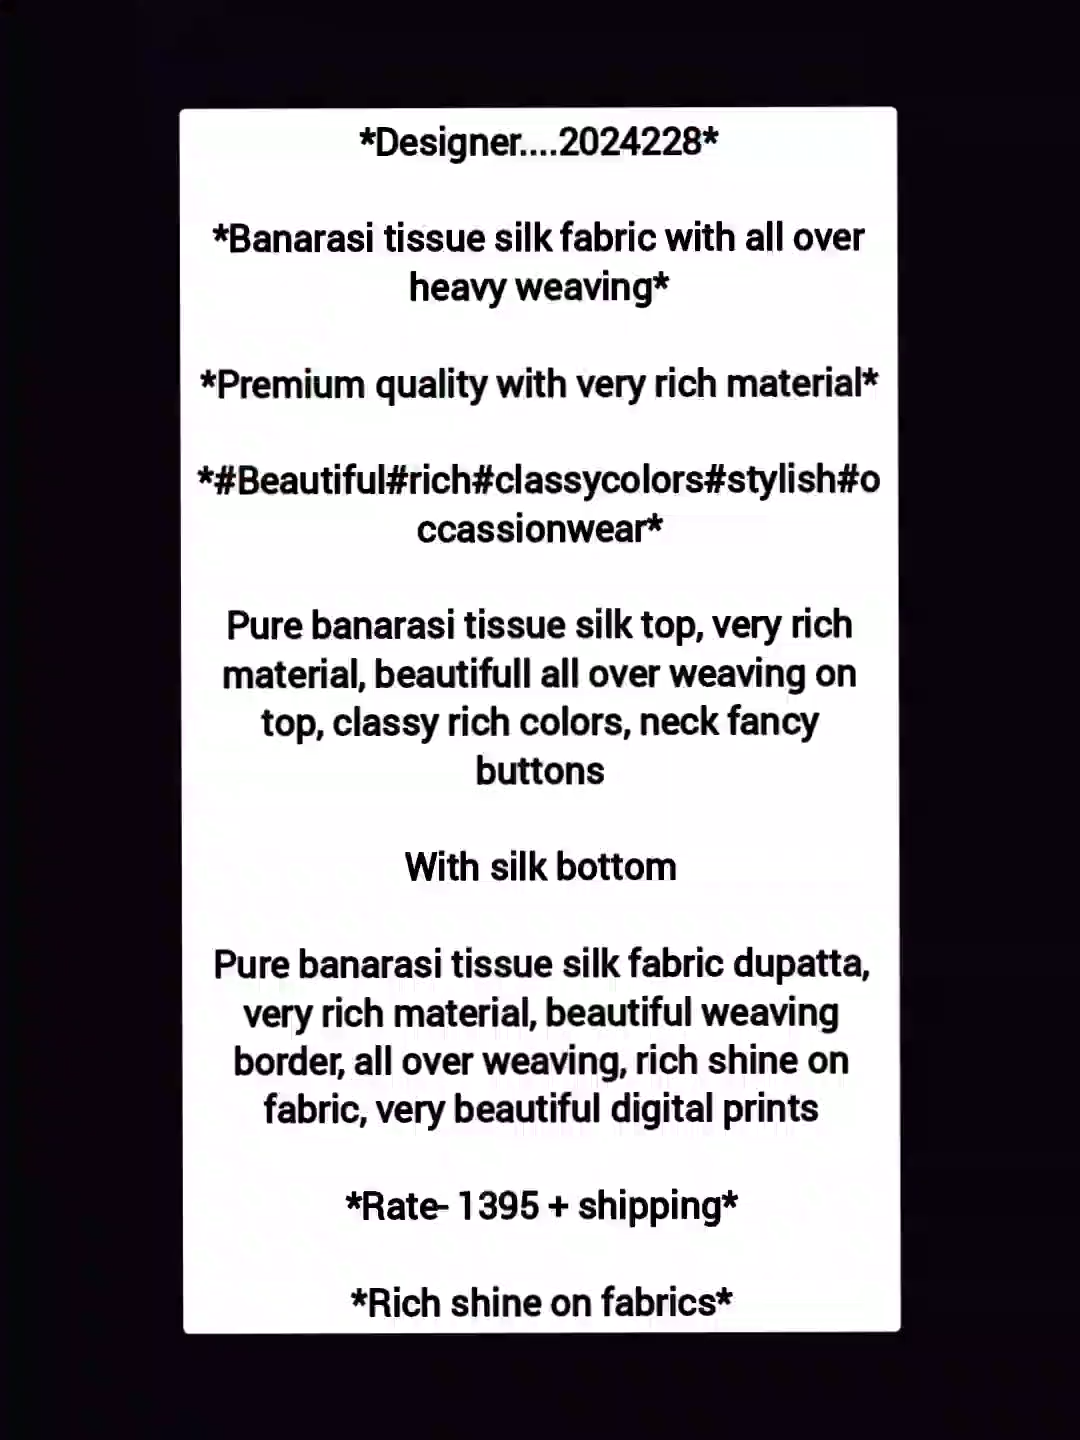 *Designer....2024228*
*Banarasi tissue silk fabric with all over
heavy weaving*
*Premium quality with very rich material*
*#Beautiful#rich#classycolors#stylish#o
ccassionwear*
Pure banarasi tissue silk top, very rich
material, beautifull all over weaving on
top, classy rich colors, neck fancy
buttons
With silk bottom
Pure banarasi tissue silk fabric dupatta,
very rich material, beautiful weaving
border, all over weaving, rich shine on
fabric, very beautiful digital prints
*Rate- 1395 + shipping*
*Rich shine on fabrics*